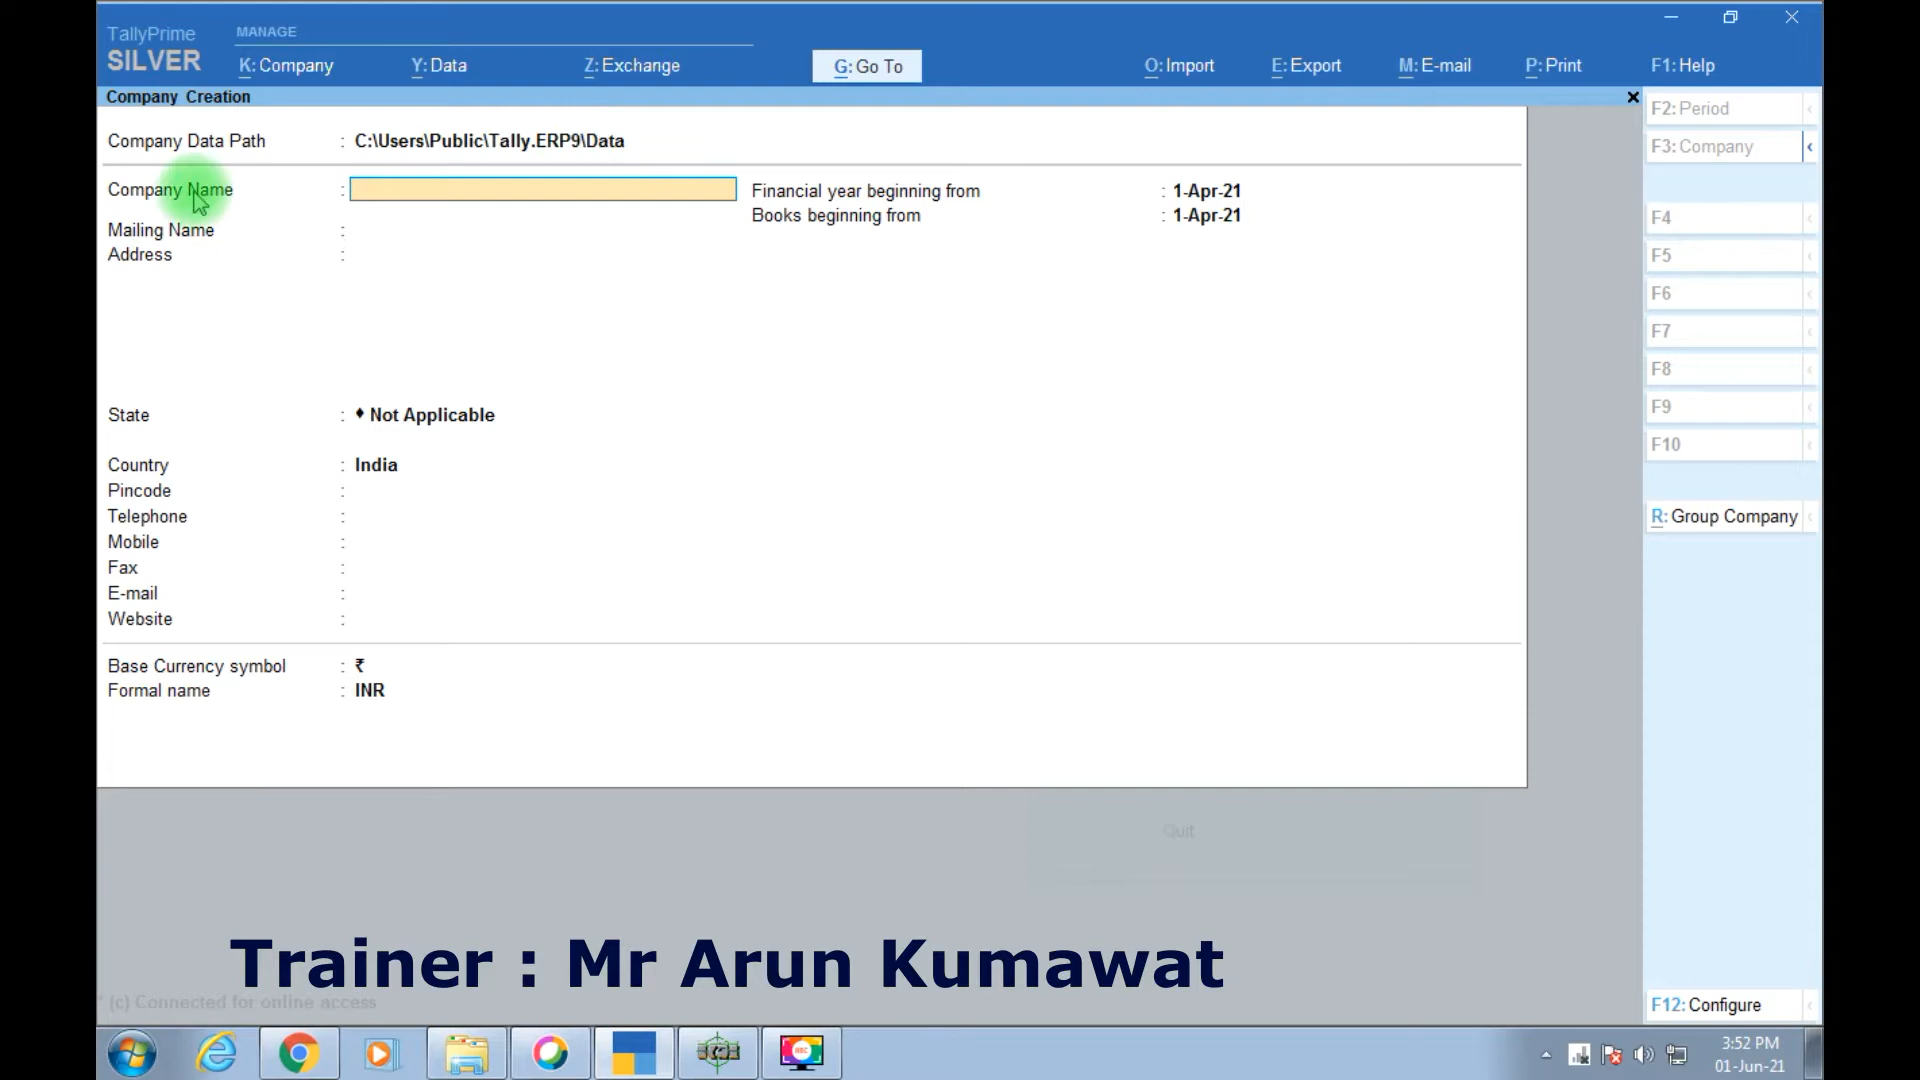 TallyPrime
SILVER
MANAGE
K: Company
Y: Data
Z: Exchange
G: Go To
O: Import
E: Export
M: E-mail
P: Print
F1: Help
Company Creation
Company Data Path : C:\Users\Public\Tally.ERP9\Data
Company Name :
Financial year beginning from : 1-Apr-21
Books beginning from : 1-Apr-21
Mailing Name :
Address :
State : ♦ Not Applicable
Country : India
Pincode :
Telephone :
Mobile :
Fax :
E-mail :
Website :
Base Currency symbol : ₹
Formal name : INR
F2: Period
F3: Company
F4
F5
F6
F7
F8
F9
F10
R: Group Company
F12: Configure
Quit
Trainer : Mr Arun Kumawat
* (c) Connected for online access
3:52 PM
01-Jun-21